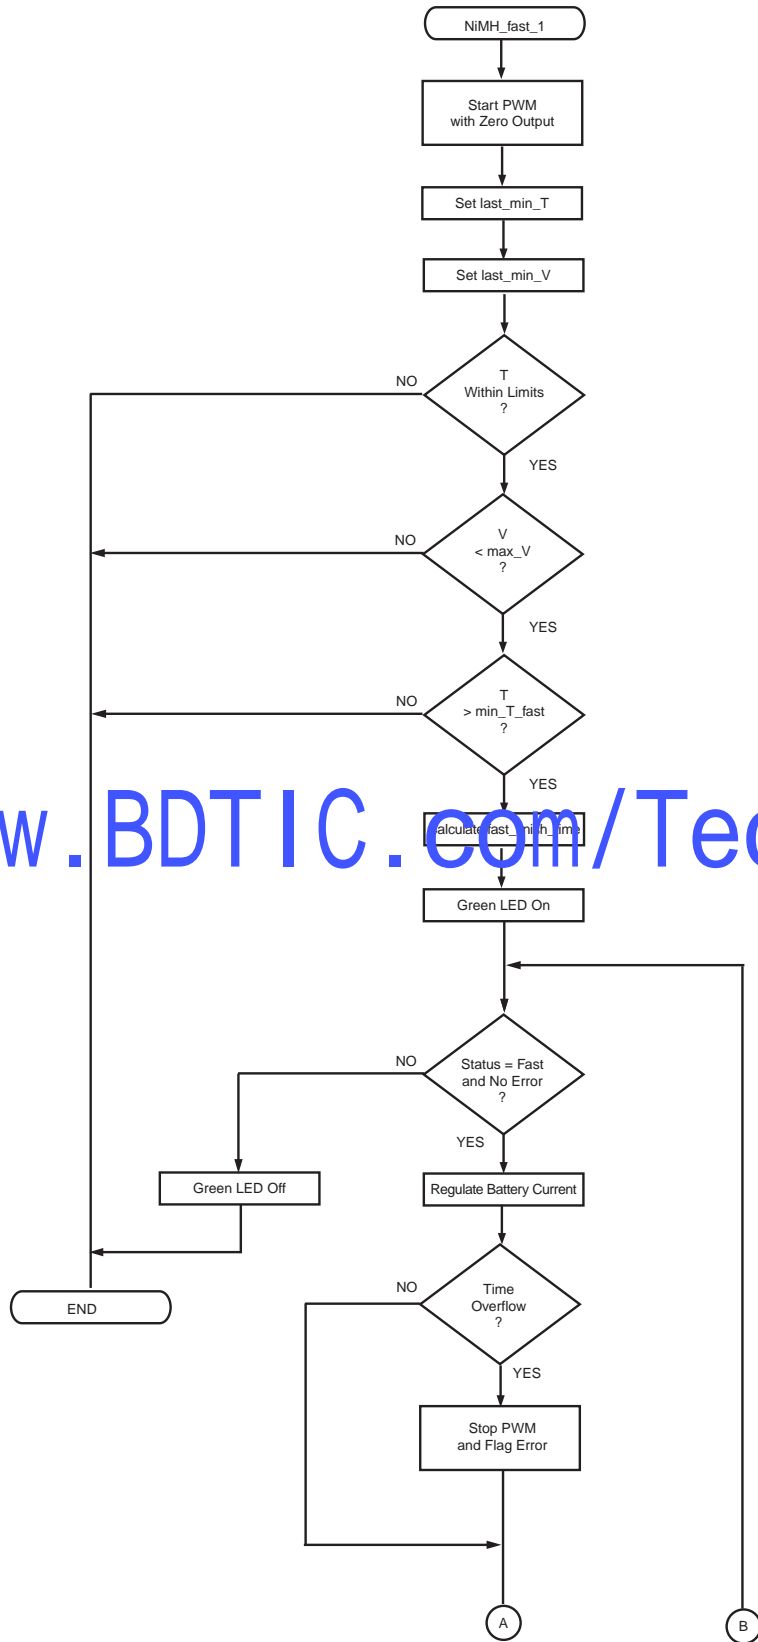 NiMH_fast_1
Start PWM
with Zero Output
Set last_min_T
Set last_min_V
T
Within Limits
?
NO
YES
V
< max_V
?
NO
YES
T
> min_T_fast
?
NO
YES
Calculate fast_finish_time
w.BDTIC.com/Tec
Green LED On
Status = Fast
and No Error
?
NO
YES
Green LED Off
Regulate Battery Current
Time
Overflow
?
NO
YES
END
Stop PWM
and Flag Error
A
B